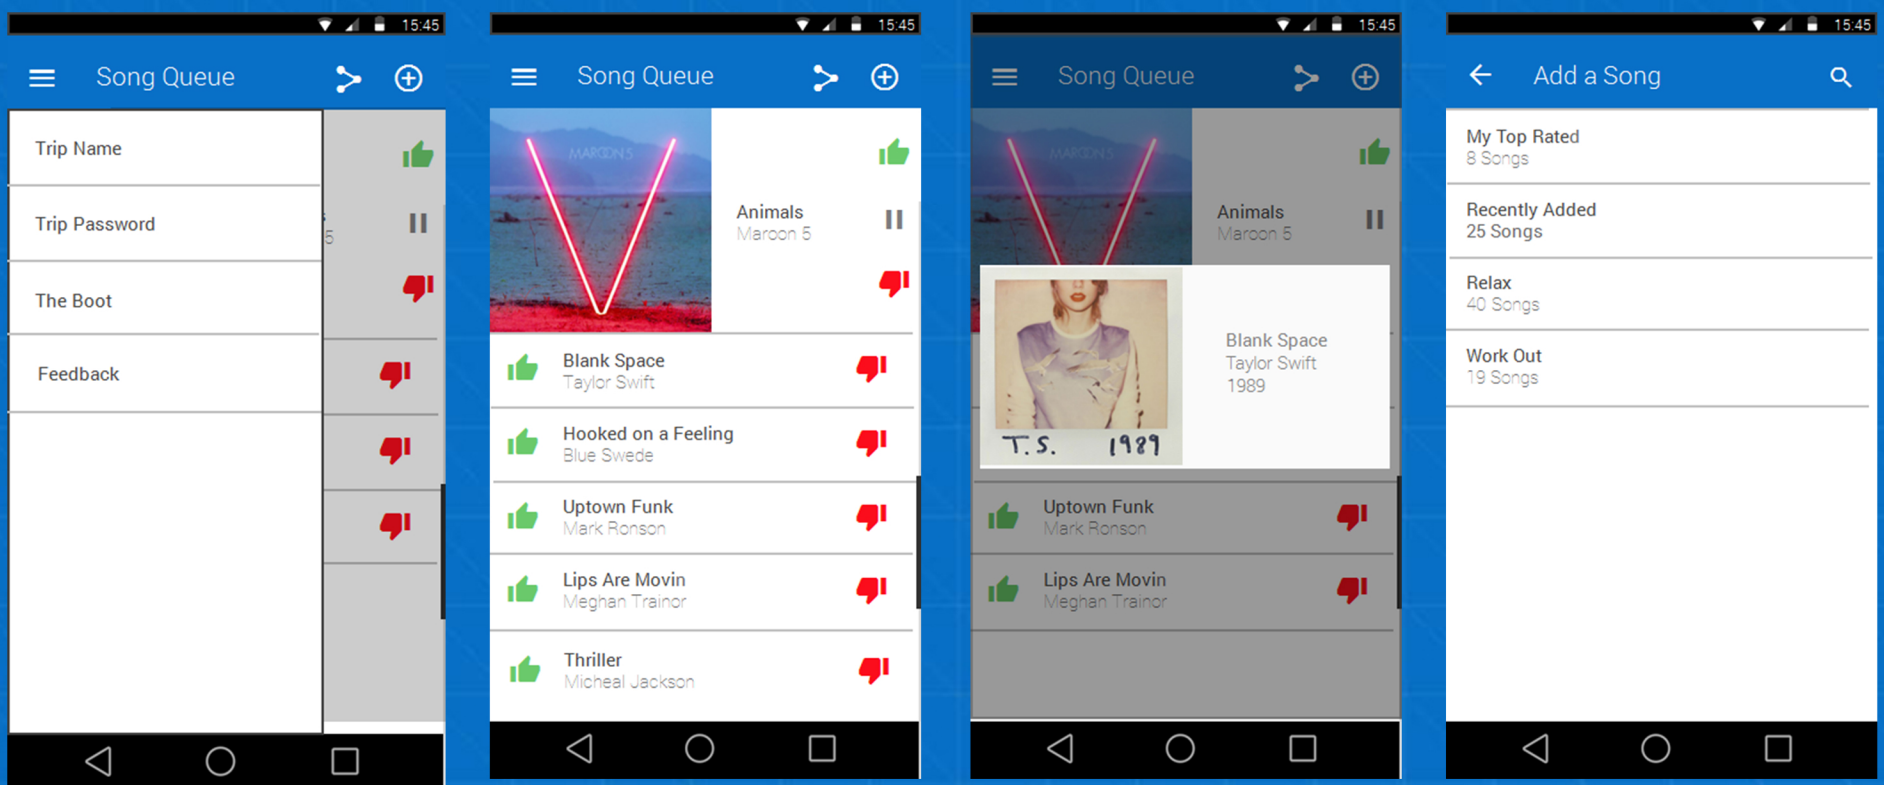 15:45
Song Queue
Trip Name
Trip Password
The Boot
Feedback
5
15:45
Song Queue
MAROON 5
Animals
Maroon 5
Blank Space
Taylor Swift
Hooked on a Feeling
Blue Swede
Uptown Funk
Mark Ronson
Lips Are Movin
Meghan Trainor
Thriller
Micheal Jackson
15:45
Song Queue
MAROON 5
Animals
Maroon 5
Blank Space
Taylor Swift
1989
T.S. 1989
Uptown Funk
Mark Ronson
Lips Are Movin
Meghan Trainor
15:45
Add a Song
My Top Rated
8 Songs
Recently Added
25 Songs
Relax
40 Songs
Work Out
19 Songs